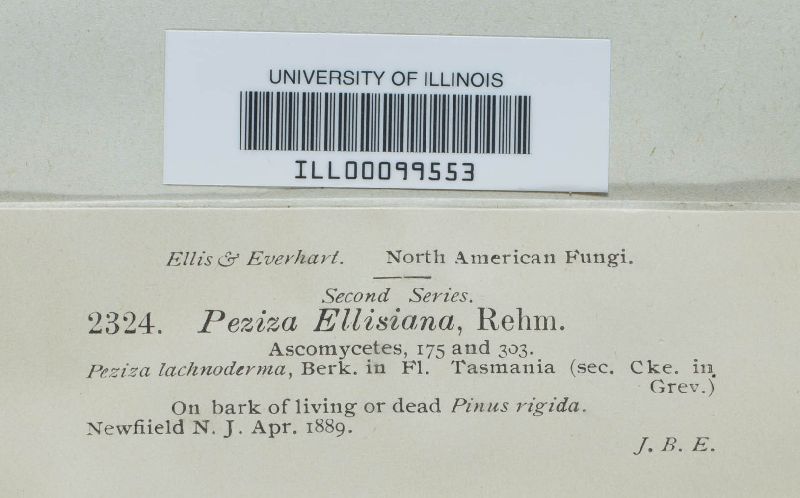 UNIVERSITY OF ILLINOIS
ILL00099553
Ellis & Everhart. North American Fungi.
Second Series.
2324. Peziza Ellisiana, Rehm.
Ascomycetes, 175 and 303.
Peziza lachnoderma, Berk. in Fl. Tasmania (sec. Cke. in
Grev.)
On bark of living or dead Pinus rigida.
Newfiield N. J. Apr. 1889.
J. B. E.